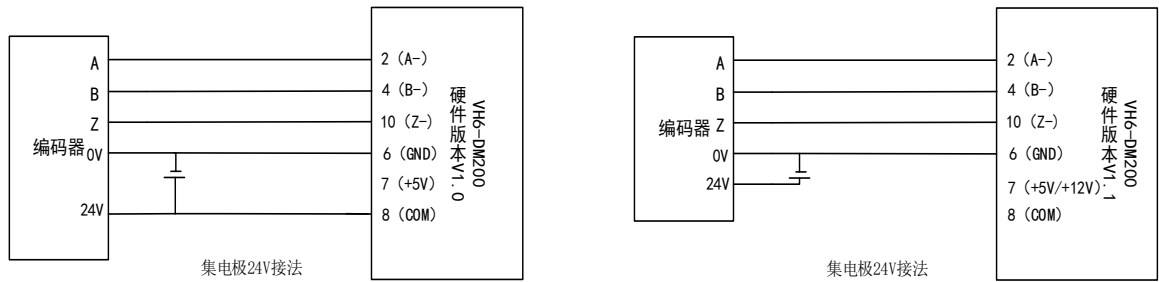 编码器
A
B
Z
0V
24V
2（A-）
4（B-）
10（Z-）
6（GND）
7（+5V）
8（COM）
VH6-DM200
硬件版本V1.0
集电极24V接法
编码器
A
B
Z
0V
24V
2（A-）
4（B-）
10（Z-）
6（GND）
7（+5V/+12V）
8（COM）
VH6-DM200
硬件版本V1.1
集电极24V接法